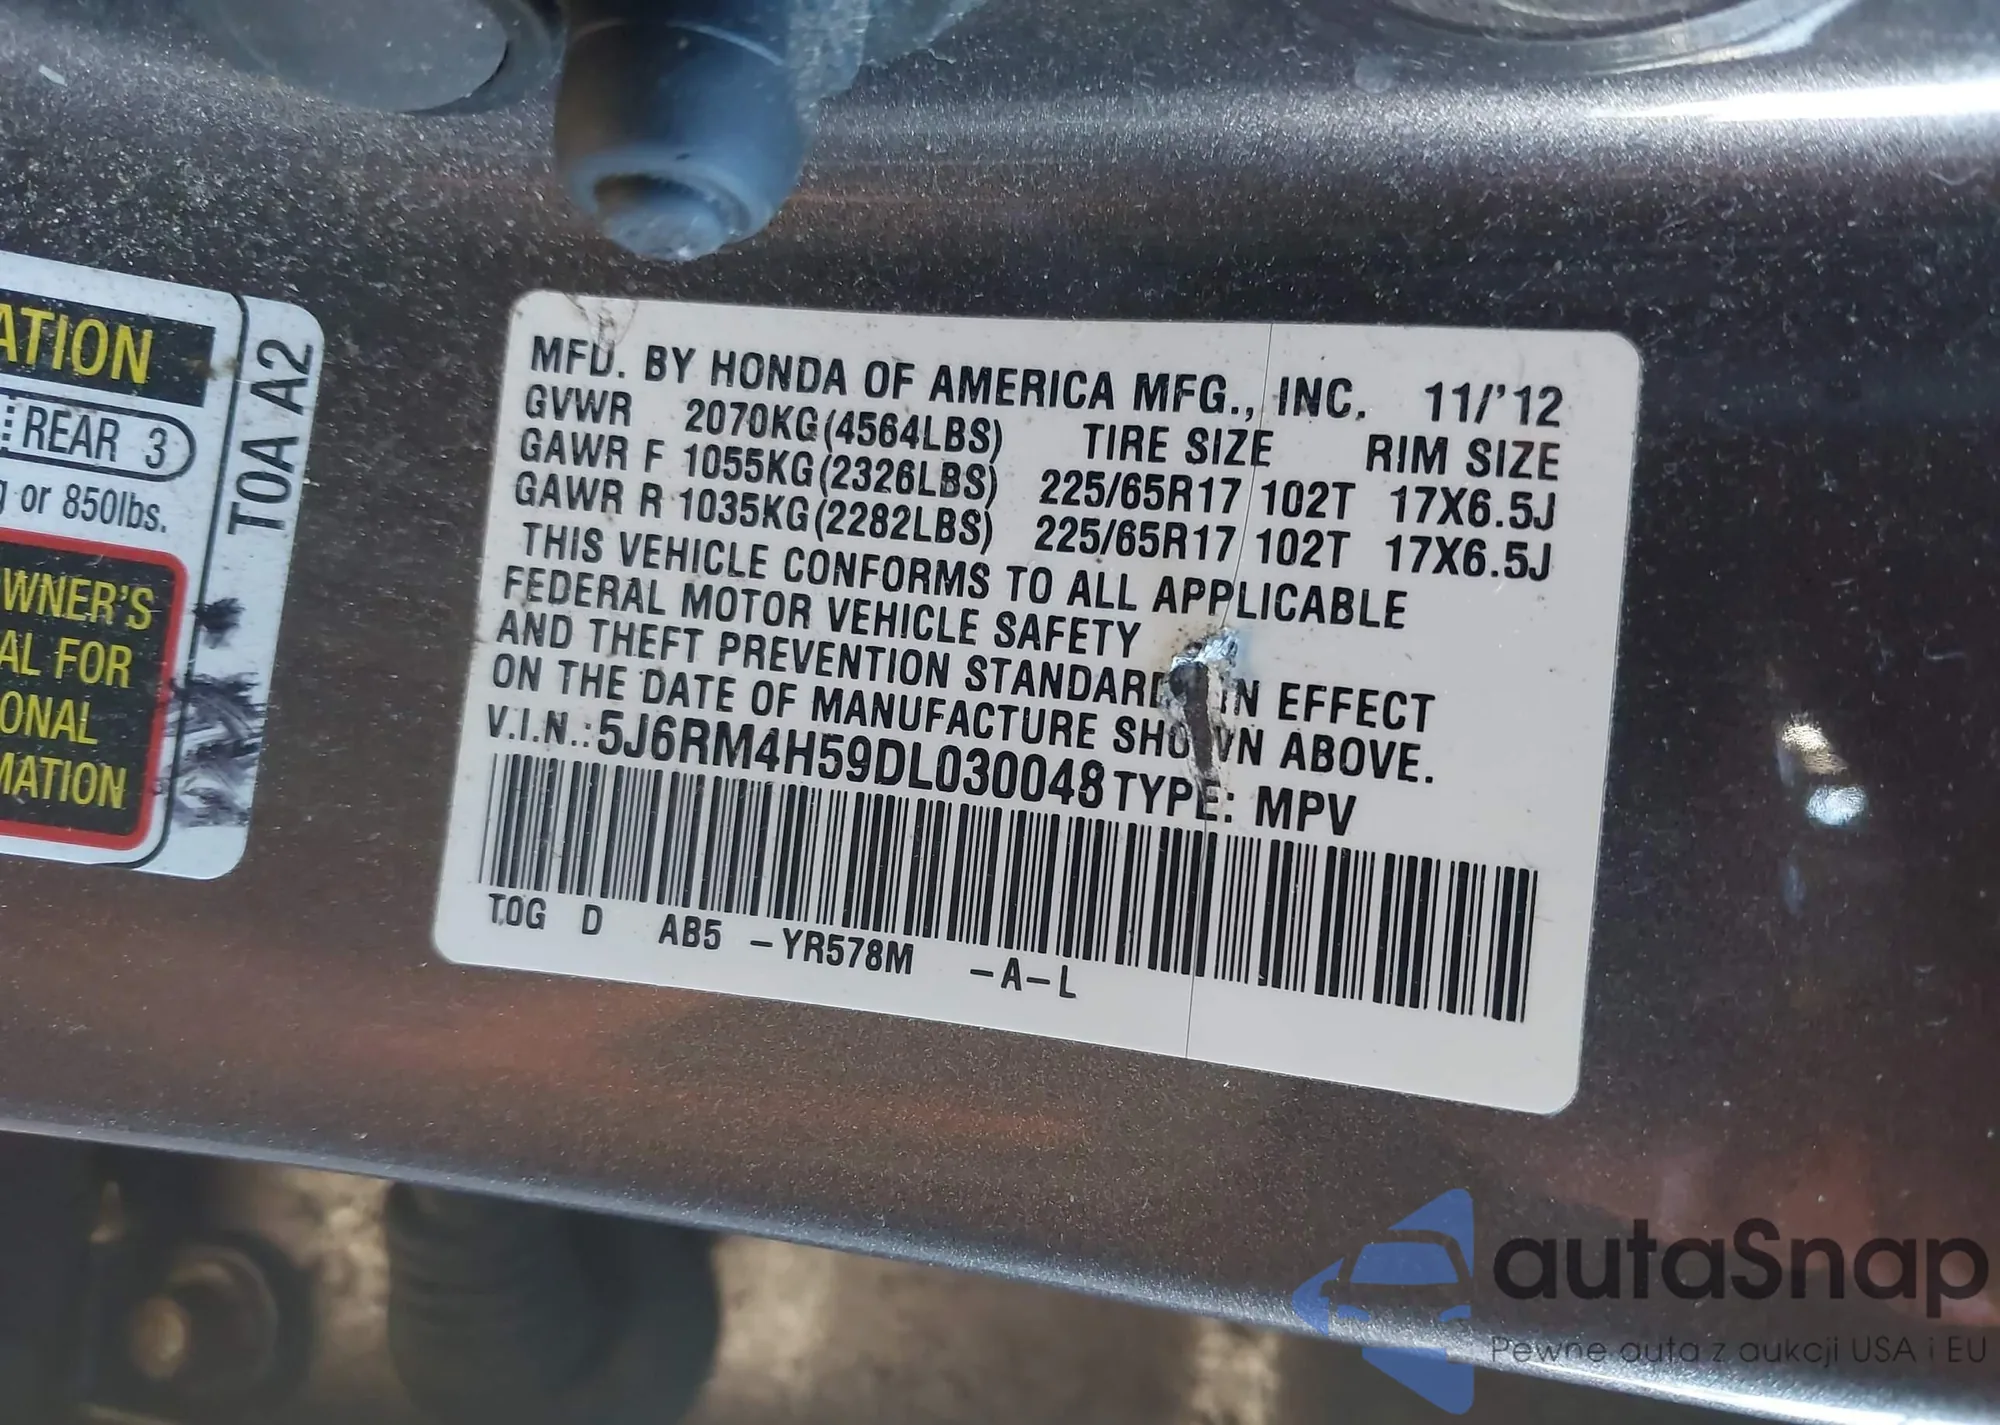 ATION
REAR 3
g or 850lbs.
WNER'S
AL FOR
ONAL
MATION
T0A A2
MFD. BY HONDA OF AMERICA MFG., INC. 11/'12
GVWR 2070KG(4564LBS) TIRE SIZE RIM SIZE
GAWR F 1055KG(2326LBS) 225/65R17 102T 17X6.5J
GAWR R 1035KG(2282LBS) 225/65R17 102T 17X6.5J
THIS VEHICLE CONFORMS TO ALL APPLICABLE
FEDERAL MOTOR VEHICLE SAFETY
AND THEFT PREVENTION STANDARD IN EFFECT
ON THE DATE OF MANUFACTURE SHOWN ABOVE.
V.I.N.: 5J6RM4H59DL030048 TYPE: MPV
T0G D AB5 -YR578M -A-L
autaSnap
Pewne auta z aukcji USA i EU